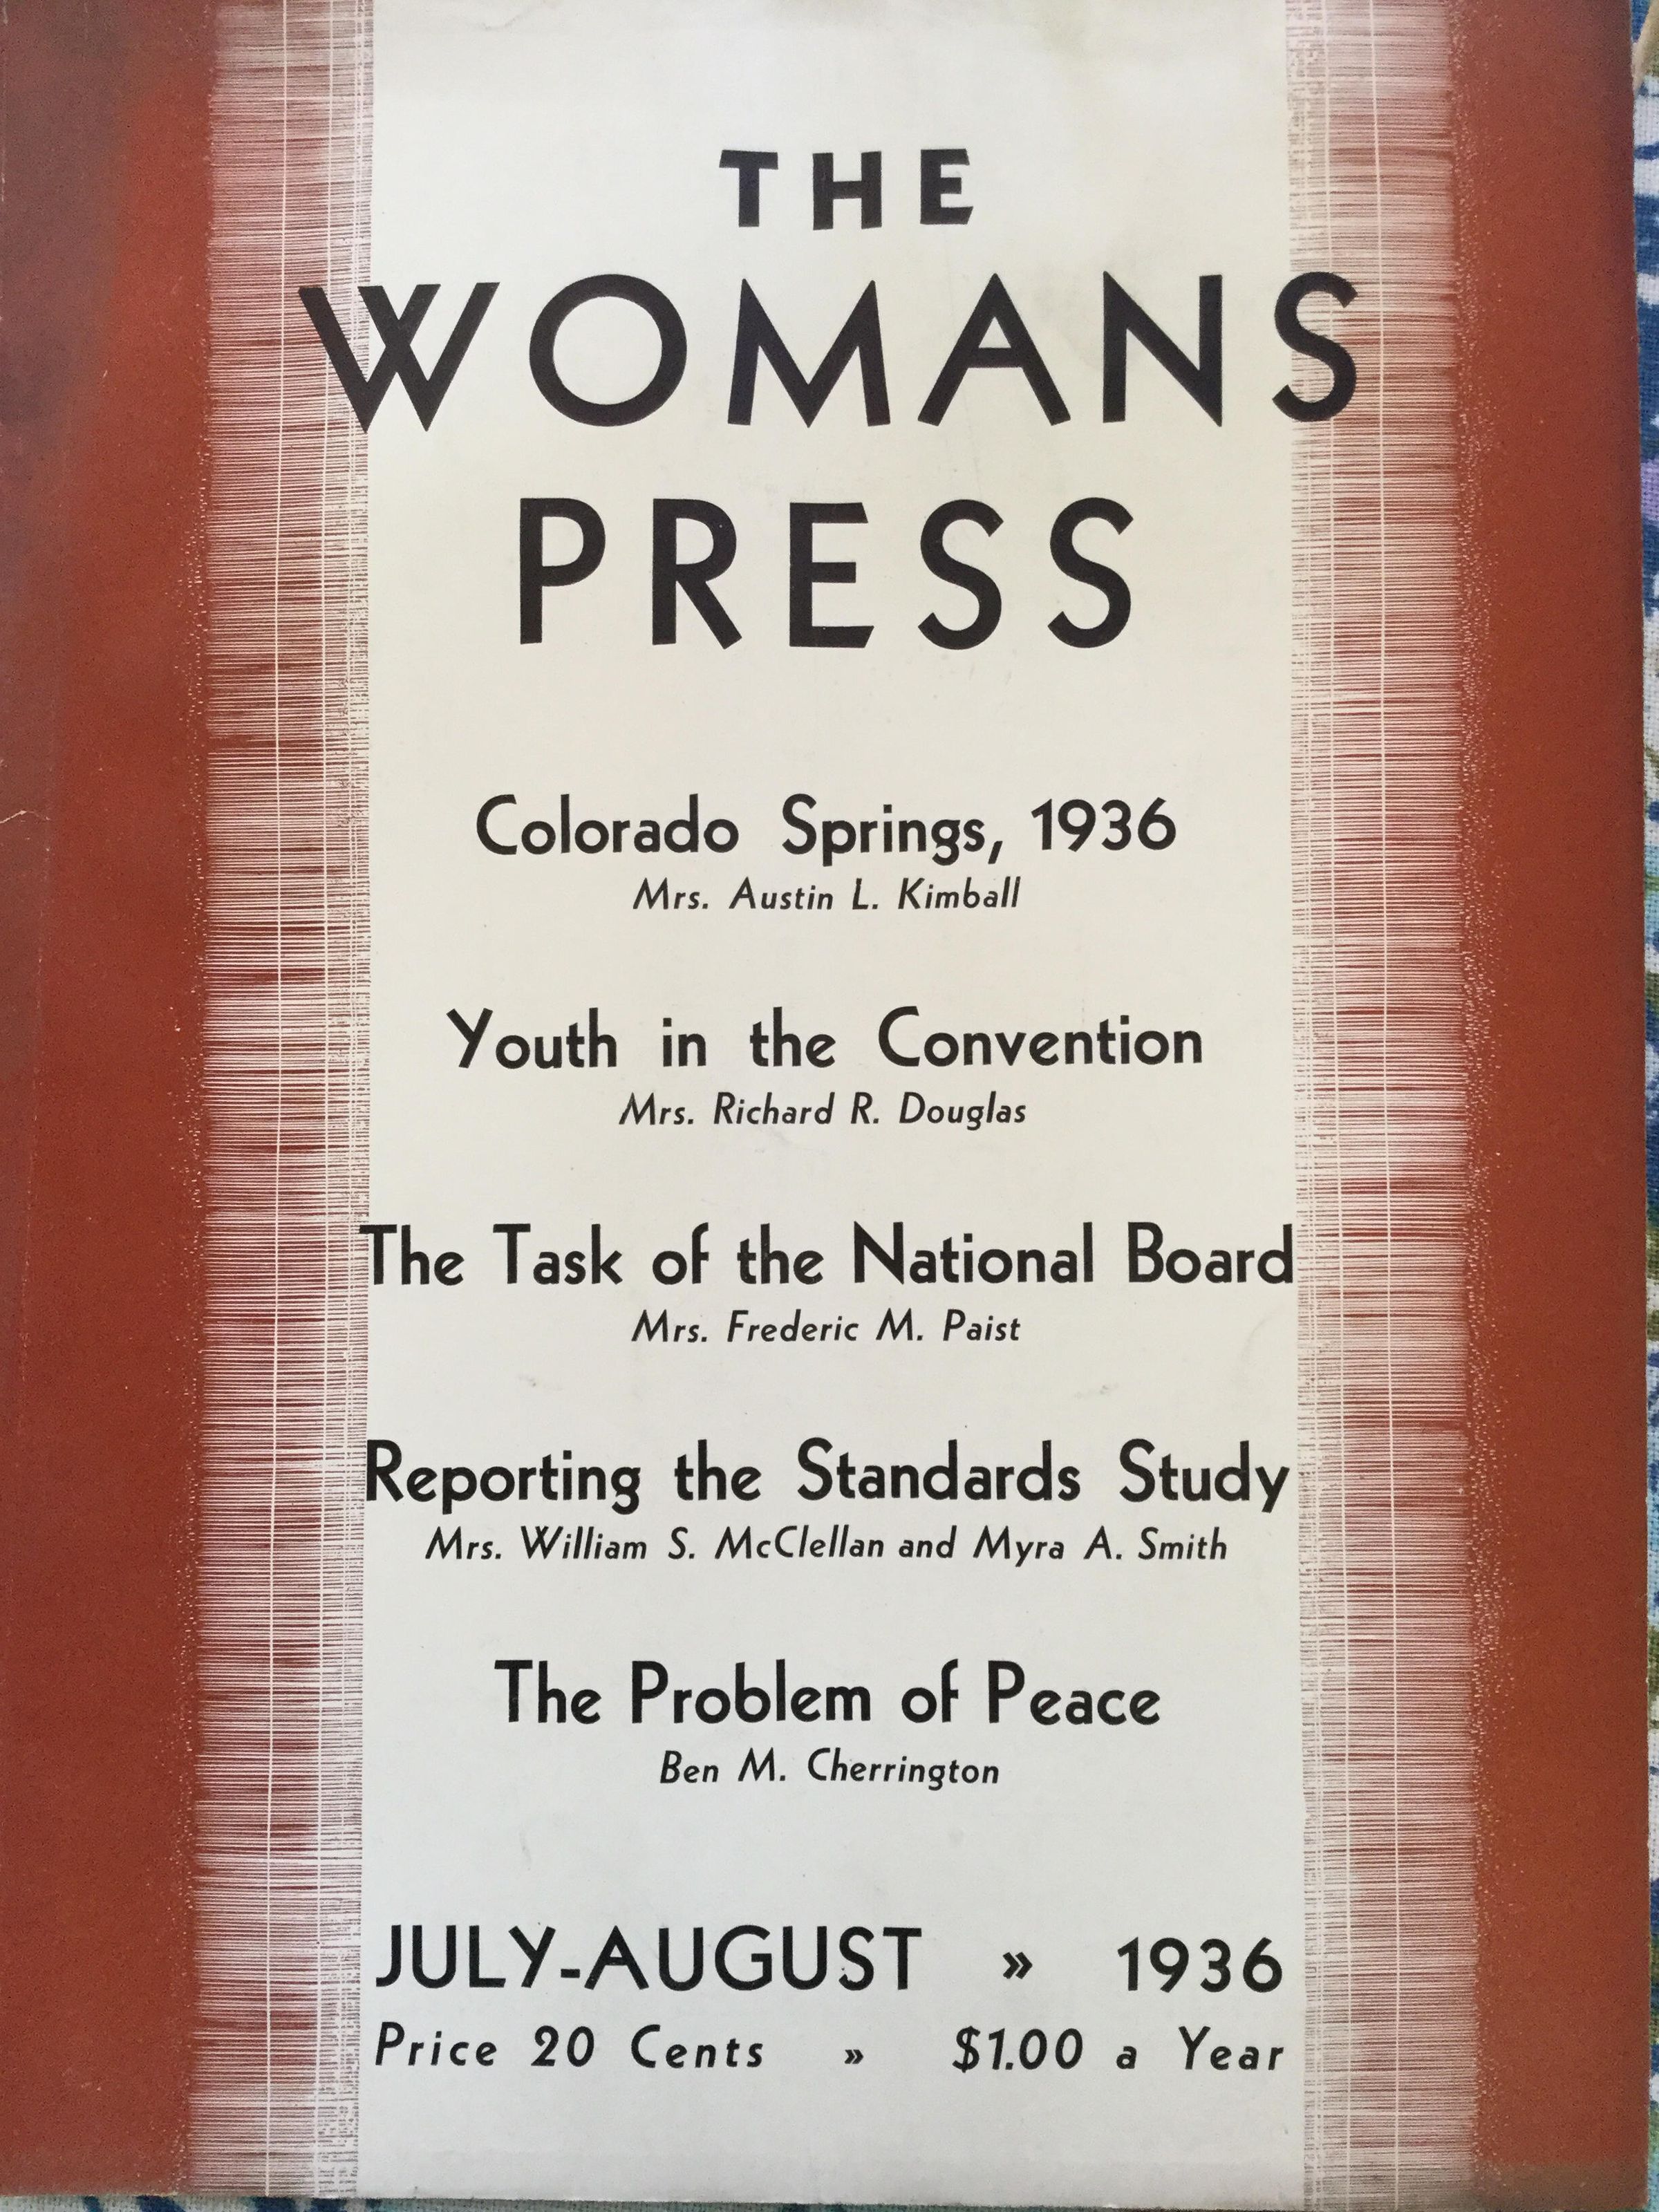 THE
WOMANS
PRESS
Colorado Springs, 1936
Mrs. Austin L. Kimball
Youth in the Convention
Mrs. Richard R. Douglas
The Task of the National Board
Mrs. Frederic M. Paist
Reporting the Standards Study
Mrs. William S. McClellan and Myra A. Smith
The Problem of Peace
Ben M. Cherrington
JULY-AUGUST » 1936
Price 20 Cents » $1.00 a Year